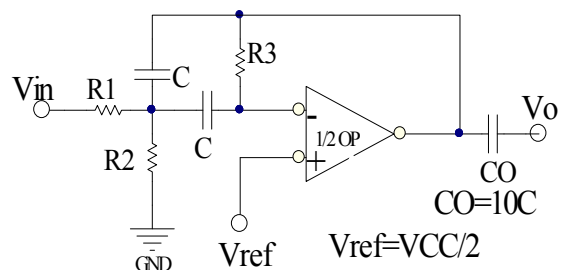 R3
C
Vin
R1
-
1/2 OP
Vo
C
R2
+
CO
CO=10C
GND
Vref
Vref=VCC/2